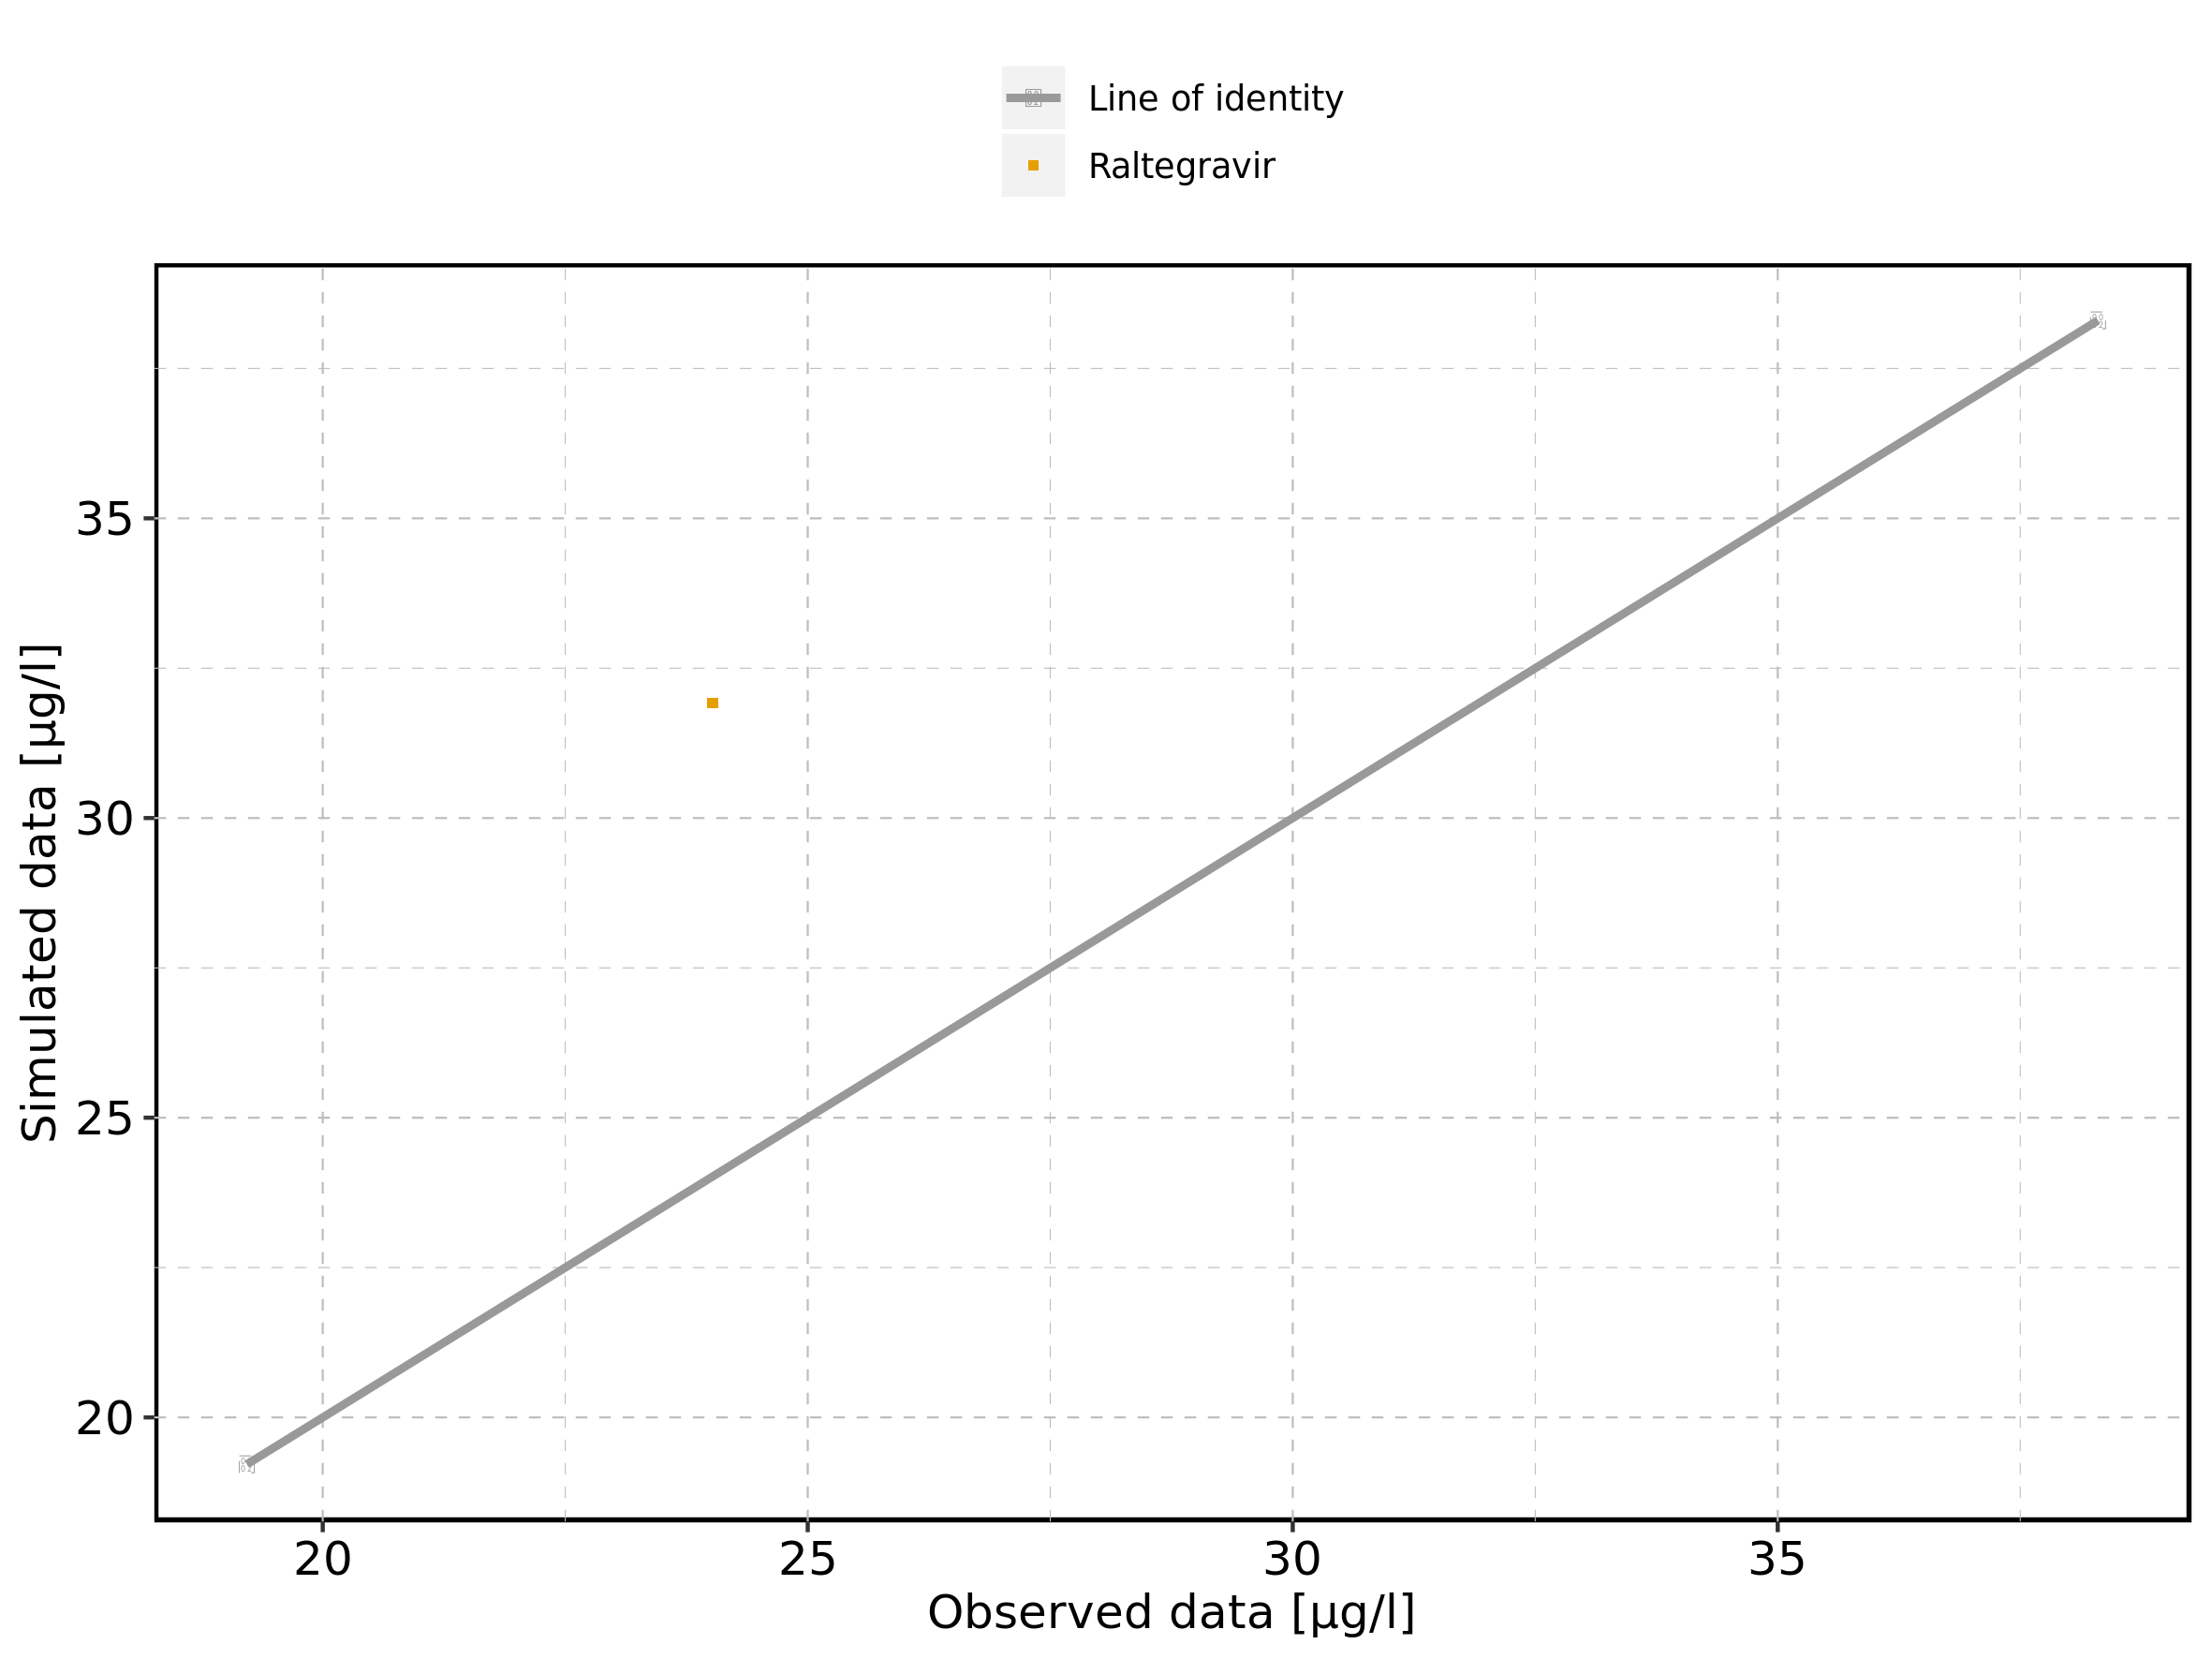 Line of identity
Raltegravir
Simulated data [µg/l]
35
30
25
20
20 25 30 35
Observed data [µg/l]